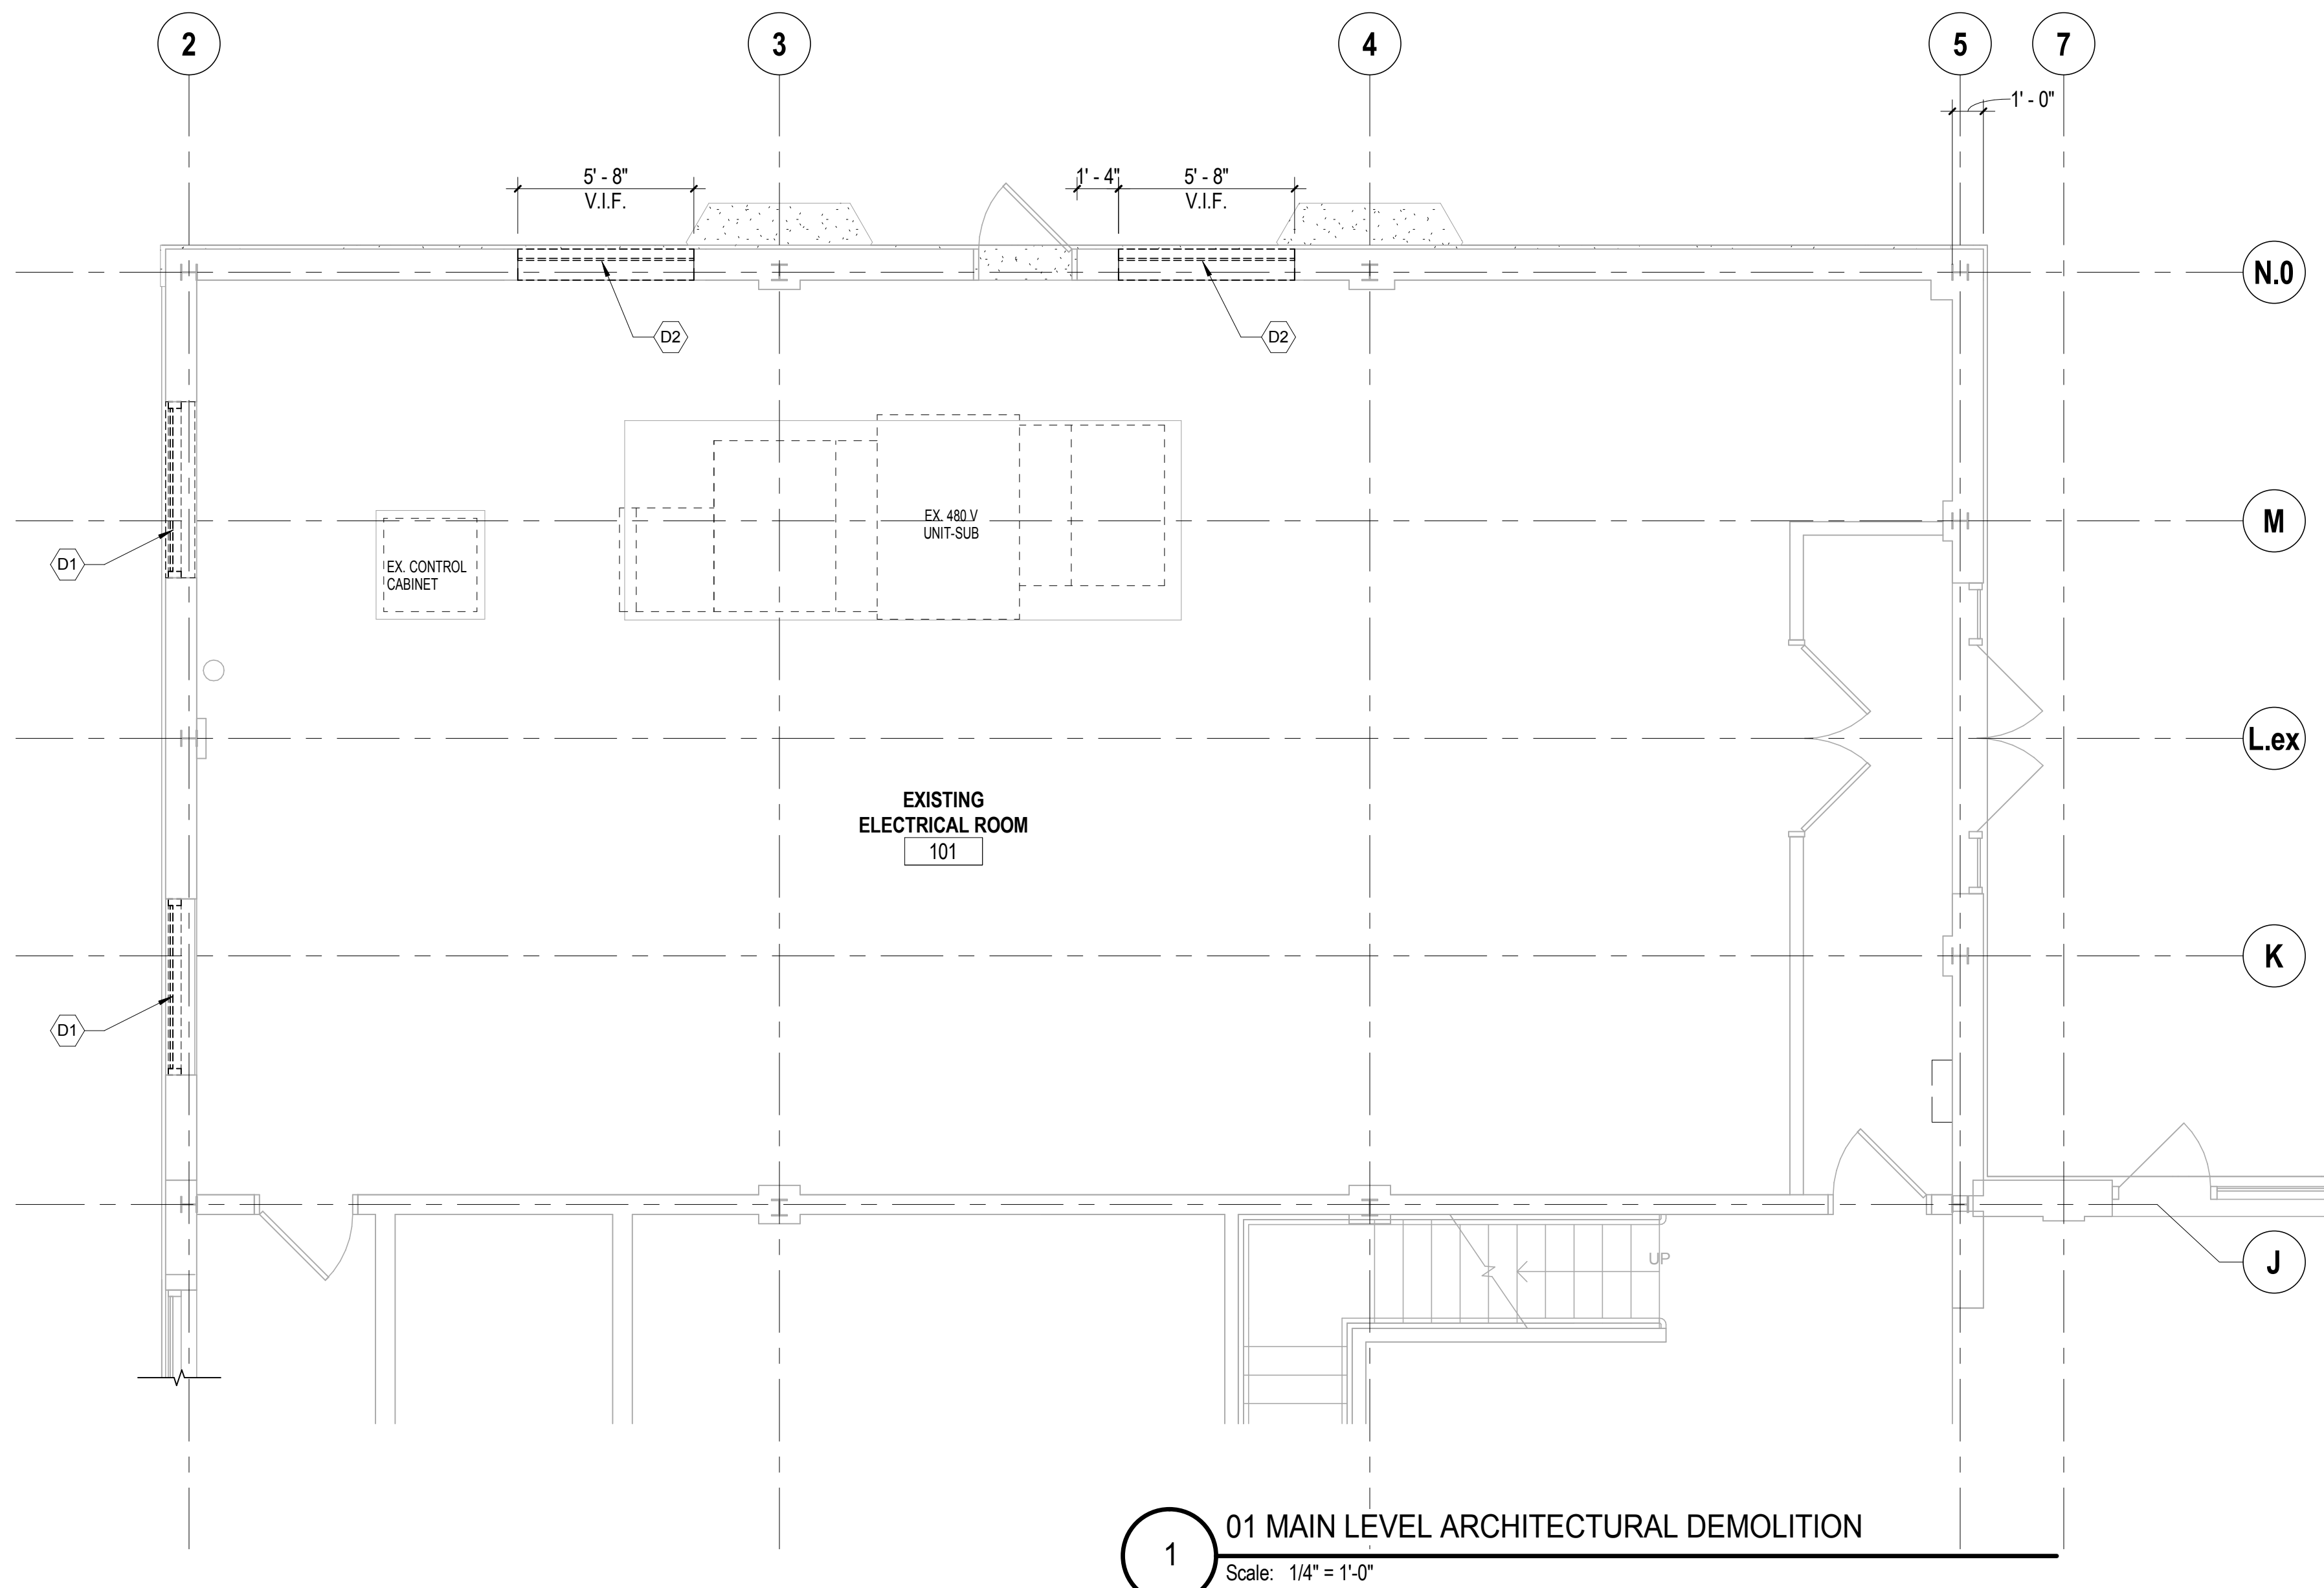 2
3
4
5
7
1' - 0"
5' - 8"
V.I.F.
1' - 4"
5' - 8"
V.I.F.
N.0
D2
D2
M
EX. 480 V
UNIT-SUB
D1
EX. CONTROL
CABINET
L.ex
EXISTING
ELECTRICAL ROOM
101
K
D1
UP
J
1
01 MAIN LEVEL ARCHITECTURAL DEMOLITION
Scale: 1/4" = 1'-0"